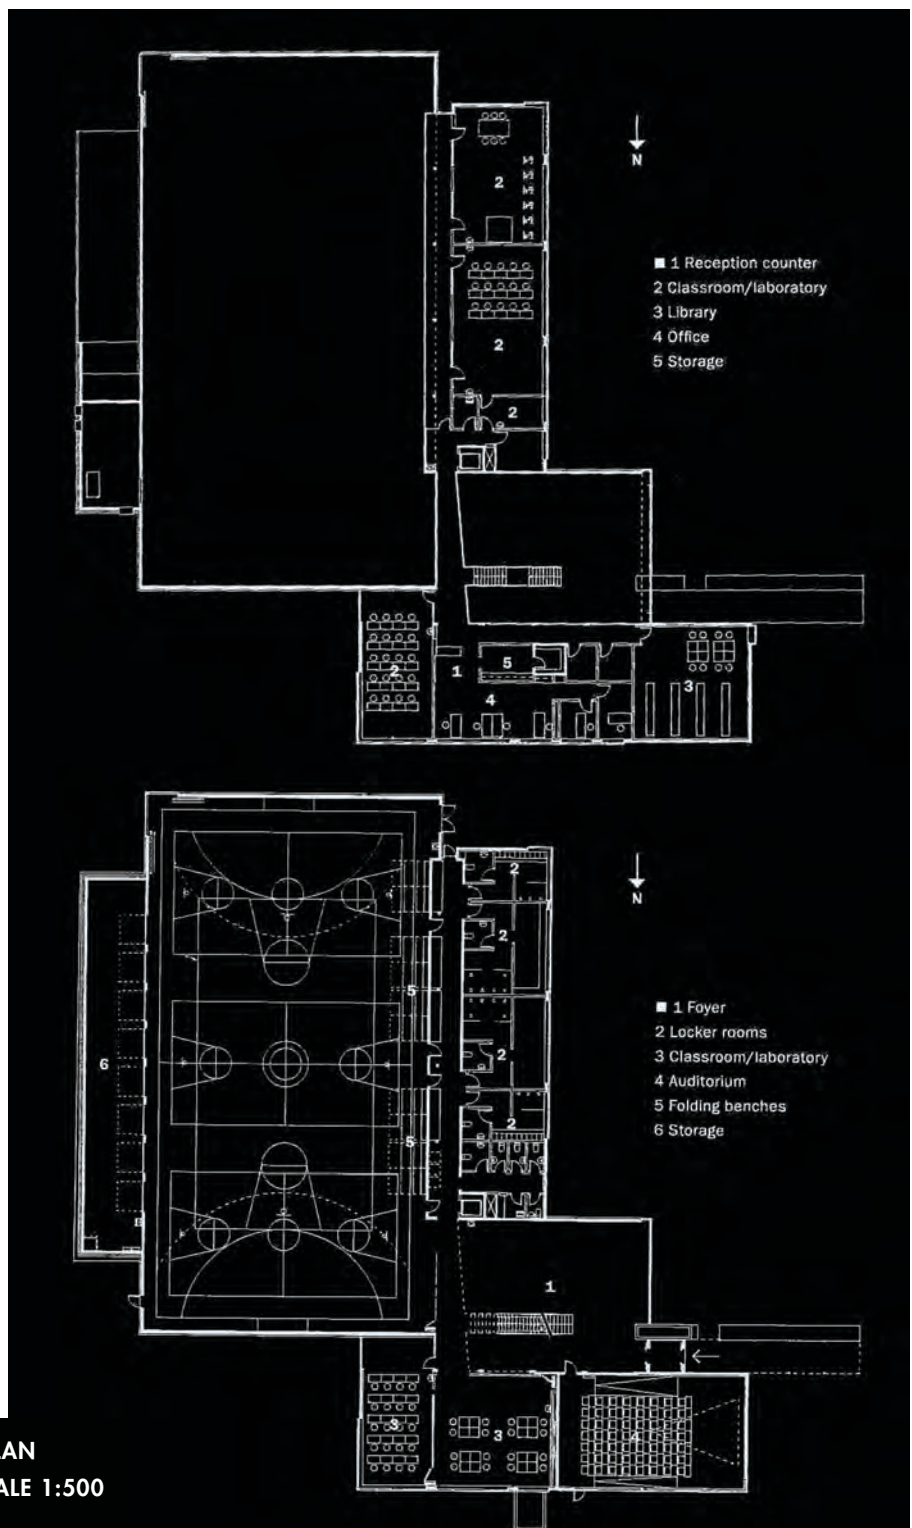 2
N
■ 1 Reception counter
2 Classroom/laboratory
3 Library
4 Office
5 Storage
2
2
5
2
1
4
3
N
2
2
5
6
2
2
5
■ 1 Foyer
2 Locker rooms
3 Classroom/laboratory
4 Auditorium
5 Folding benches
6 Storage
1
3
3
4
LAN
ALE 1:500